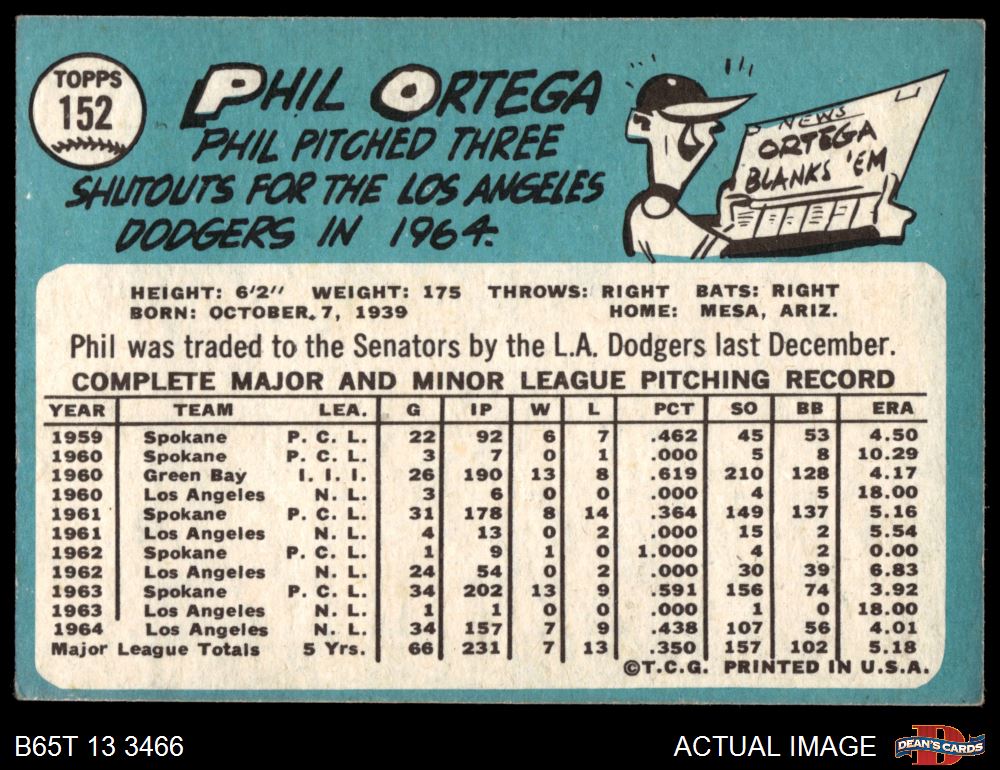 TOPPS
152
PHIL ORTEGA
PHIL PITCHED THREE
SHUTOUTS FOR THE LOS ANGELES
DODGERS IN 1964.
NEWS
ORTEGA
BLANKS 'EM
HEIGHT: 6'2" WEIGHT: 175 THROWS: RIGHT BATS: RIGHT
BORN: OCTOBER. 7, 1939 HOME: MESA, ARIZ.
Phil was traded to the Senators by the L.A. Dodgers last December.
COMPLETE MAJOR AND MINOR LEAGUE PITCHING RECORD
YEAR TEAM LEA. G IP W L PCT SO BB ERA
1959 Spokane P. C. L. 22 92 6 7 .462 45 53 4.50
1960 Spokane P. C. L. 3 7 0 1 .000 5 8 10.29
1960 Green Bay I. I. I. 26 190 13 8 .619 210 128 4.17
1960 Los Angeles N. L. 3 6 0 0 .000 4 5 18.00
1961 Spokane P. C. L. 31 178 8 14 .364 149 137 5.16
1961 Los Angeles N. L. 4 13 0 2 .000 15 2 5.54
1962 Spokane P. C. L. 1 9 1 0 1.000 4 2 0.00
1962 Los Angeles N. L. 24 54 0 2 .000 30 39 6.83
1963 Spokane P. C. L. 34 202 13 9 .591 156 74 3.92
1963 Los Angeles N. L. 1 1 0 0 .000 1 0 18.00
1964 Los Angeles N. L. 34 157 7 9 .438 107 56 4.01
Major League Totals 5 Yrs. 66 231 7 13 .350 157 102 5.18
©T.C.G. PRINTED IN U.S.A.
B65T 13 3466
ACTUAL IMAGE
D
DEAN'S CARDS